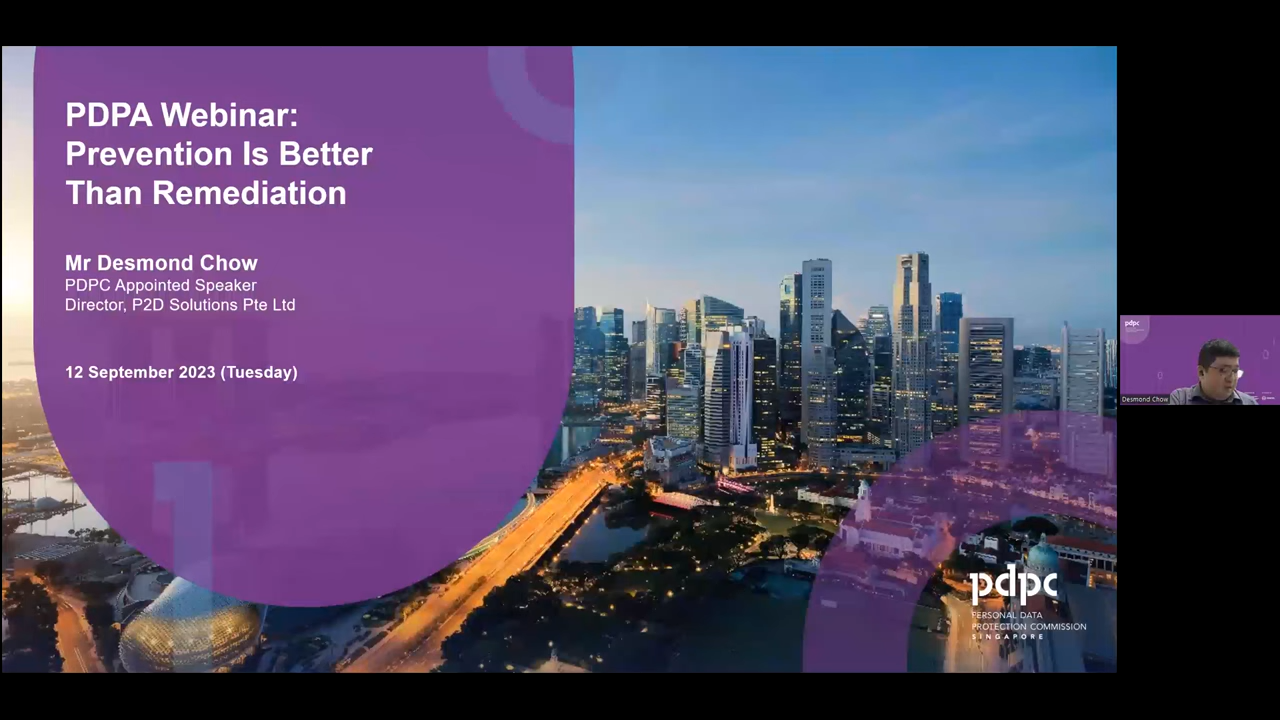 PDPA Webinar:
Prevention Is Better
Than Remediation
Mr Desmond Chow
PDPC Appointed Speaker
Director, P2D Solutions Pte Ltd
12 September 2023 (Tuesday)
pdpc
PERSONAL DATA
PROTECTION COMMISSION
SINGAPORE
pdpc
Desmond Chow